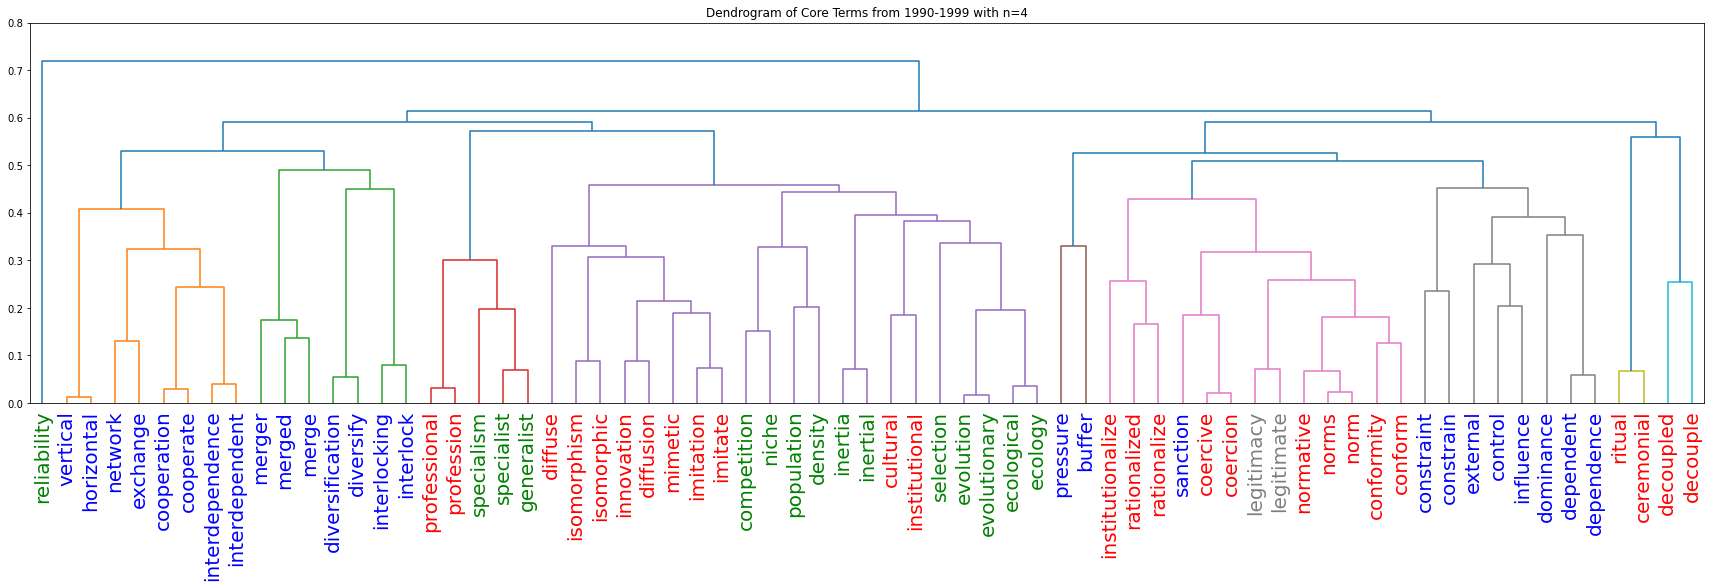 Dendrogram of Core Terms from 1990-1999 with n=4
0.8
0.7
0.6
0.5
0.4
0.3
0.2
0.1
0.0
reliability
vertical
horizontal
network
exchange
cooperation
cooperate
interdependence
interdependent
merger
merged
merge
diversification
diversify
interlocking
interlock
professional
profession
specialism
specialist
generalist
diffuse
isomorphism
isomorphic
innovation
diffusion
mimetic
imitation
imitate
competition
niche
population
density
inertia
inertial
cultural
institutional
selection
evolution
evolutionary
ecological
ecology
pressure
buffer
institutionalize
rationalized
rationalize
sanction
coercive
coercion
legitimacy
legitimate
normative
norms
norm
conformity
conform
constraint
constrain
external
control
influence
dominance
dependent
dependence
ritual
ceremonial
decoupled
decouple